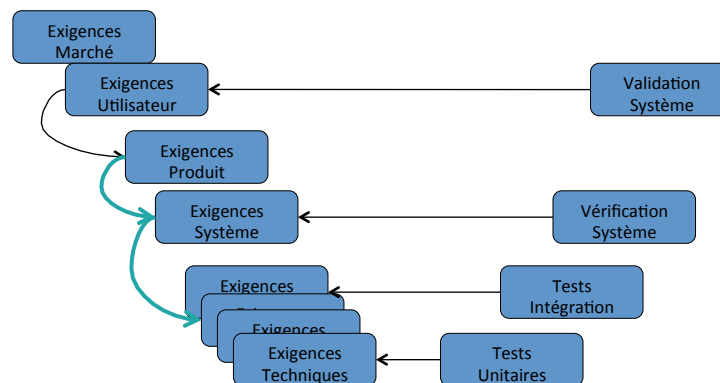 Exigences
Marché
Exigences
Utilisateur
Validation
Système
Exigences
Produit
Exigences
Système
Vérification
Système
Exigences
Tests
Intégration
Exigences
Exigences
Techniques
Tests
Unitaires